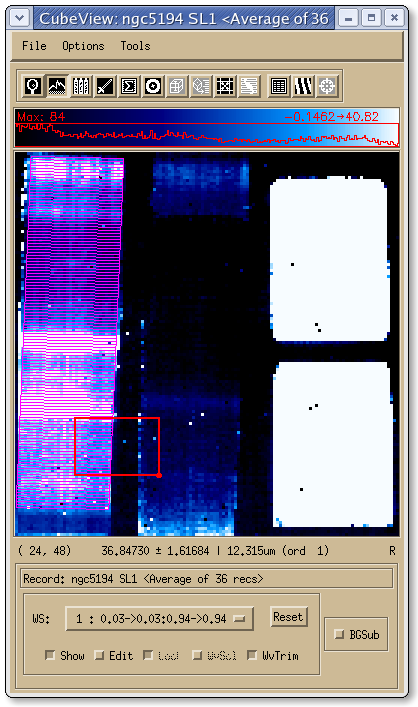 CubeView: ngc5194 SL1 <Average of 36
File Options Tools
Max: 84 -0.1462→40.82
( 24, 48) 36.84730 ± 1.61684 | 12.315um (ord 1) R
Record: ngc5194 SL1 <Average of 36 recs>
WS: 1 : 0.03->0.03:0.94->0.94 Reset
BGSub
Show Edit Lock WvSel WvTrim